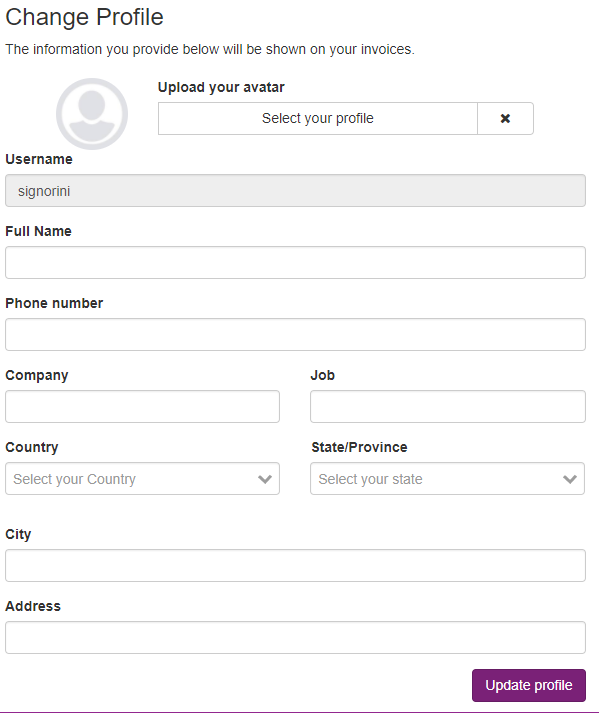 Change Profile
The information you provide below will be shown on your invoices.
Upload your avatar
Select your profile
Username
signorini
Full Name
Phone number
Company
Job
Country
State/Province
Select your Country
Select your state
City
Address
Update profile